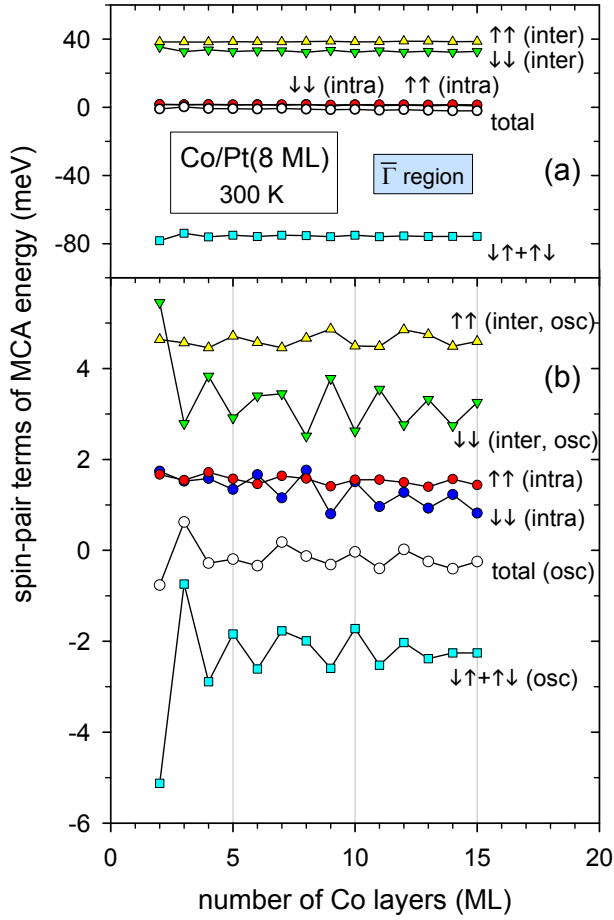 spin-pair terms of MCA energy (meV)
40
0
-40
-80
↑↑ (inter)
↓↓ (inter)
↓↓ (intra)
↑↑ (intra)
total
Co/Pt(8 ML)
300 K
Γ̅ region
(a)
↓↑+↑↓
4
2
0
-2
-4
-6
↑↑ (inter, osc)
(b)
↓↓ (inter, osc)
↑↑ (intra)
↓↓ (intra)
total (osc)
↓↑+↑↓ (osc)
0
5
10
15
20
number of Co layers (ML)